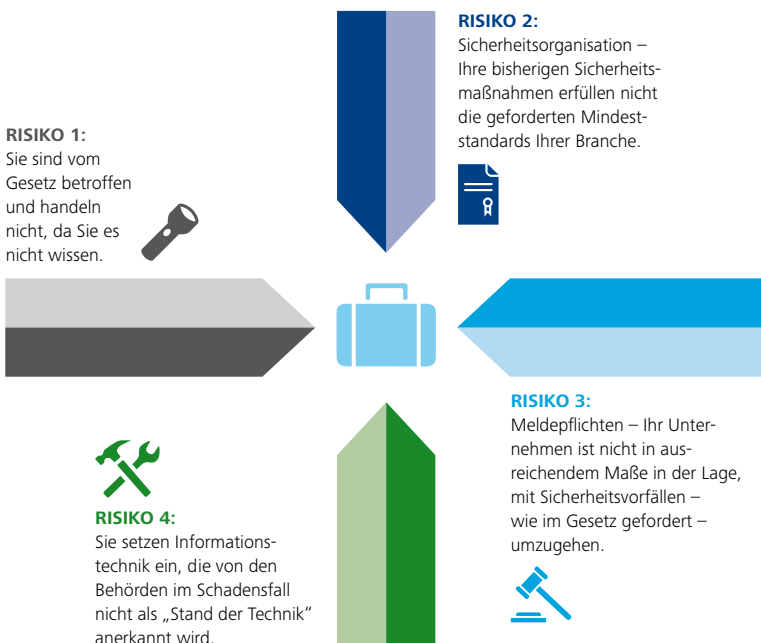 RISIKO 1:
Sie sind vom
Gesetz betroffen
und handeln
nicht, da Sie es
nicht wissen.
RISIKO 2:
Sicherheitsorganisation –
Ihre bisherigen Sicherheits-
maßnahmen erfüllen nicht
die geforderten Mindest-
standards Ihrer Branche.
RISIKO 3:
Meldepflichten – Ihr Unter-
nehmen ist nicht in aus-
reichendem Maße in der Lage,
mit Sicherheitsvorfällen –
wie im Gesetz gefordert –
umzugehen.
RISIKO 4:
Sie setzen Informations-
technik ein, die von den
Behörden im Schadensfall
nicht als „Stand der Technik“
anerkannt wird.